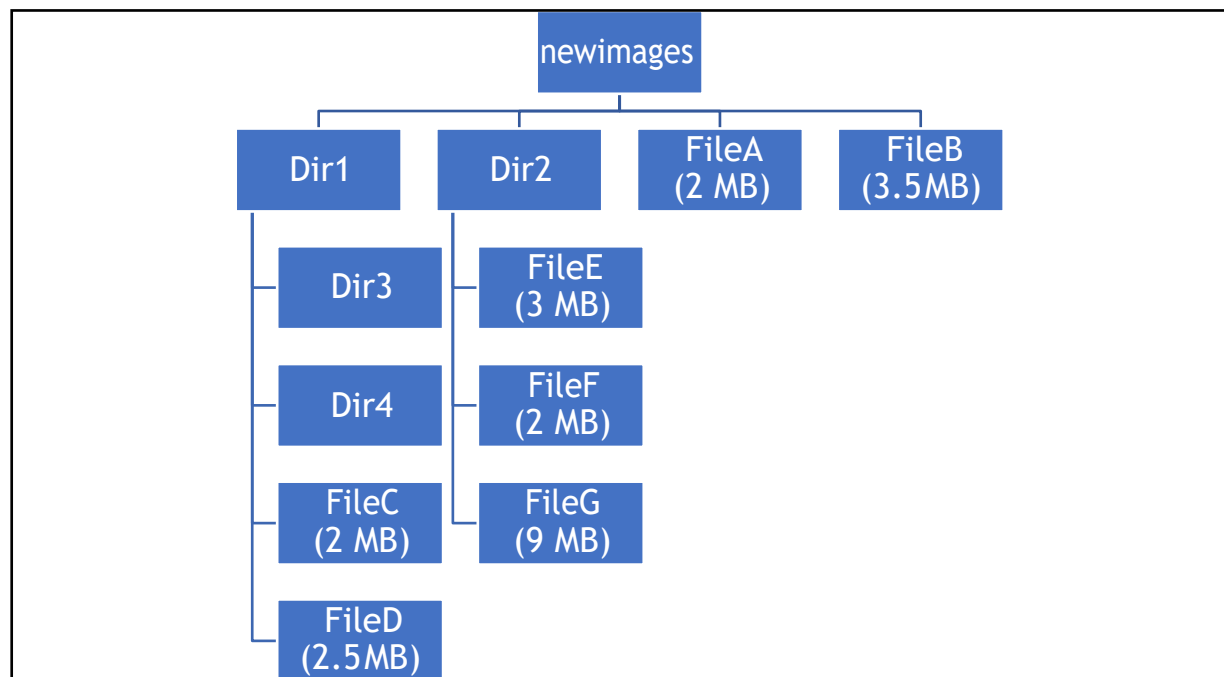 newimages
Dir1
Dir2
FileA
(2 MB)
FileB
(3.5MB)
Dir3
FileE
(3 MB)
Dir4
FileF
(2 MB)
FileC
(2 MB)
FileG
(9 MB)
FileD
(2.5MB)